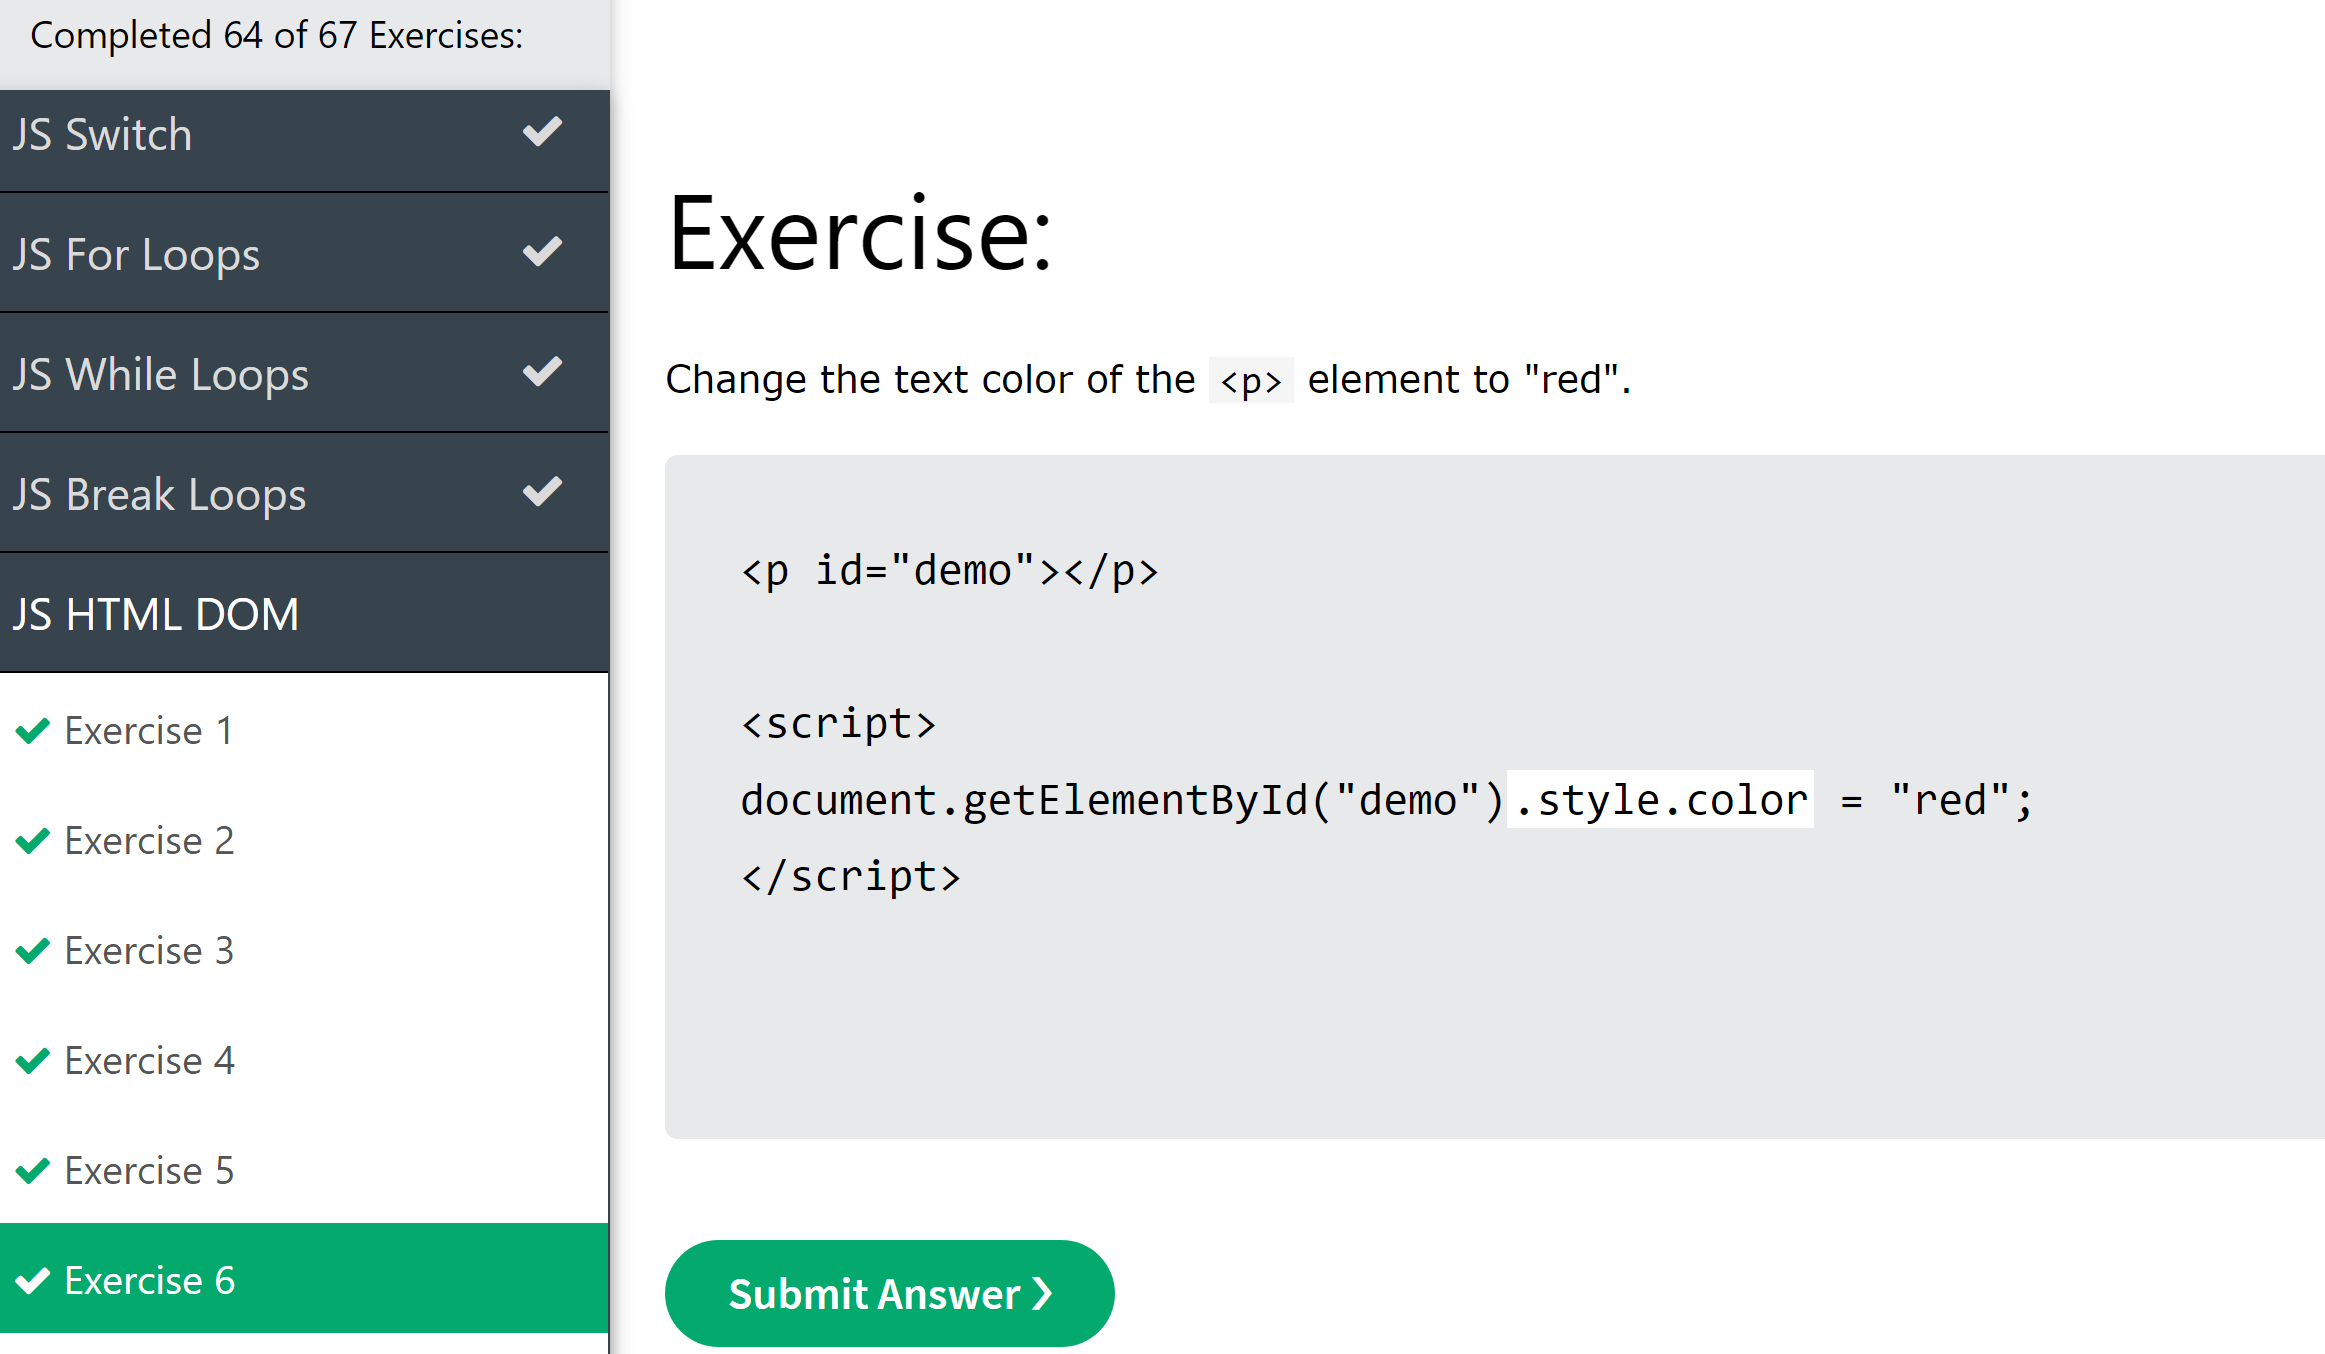 Completed 64 of 67 Exercises:
JS Switch
JS For Loops
JS While Loops
JS Break Loops
JS HTML DOM
Exercise 1
Exercise 2
Exercise 3
Exercise 4
Exercise 5
Exercise 6
Exercise:
Change the text color of the <p> element to "red".
<p id="demo"></p>
<script>
document.getElementById("demo").style.color = "red";
</script>
Submit Answer ❯